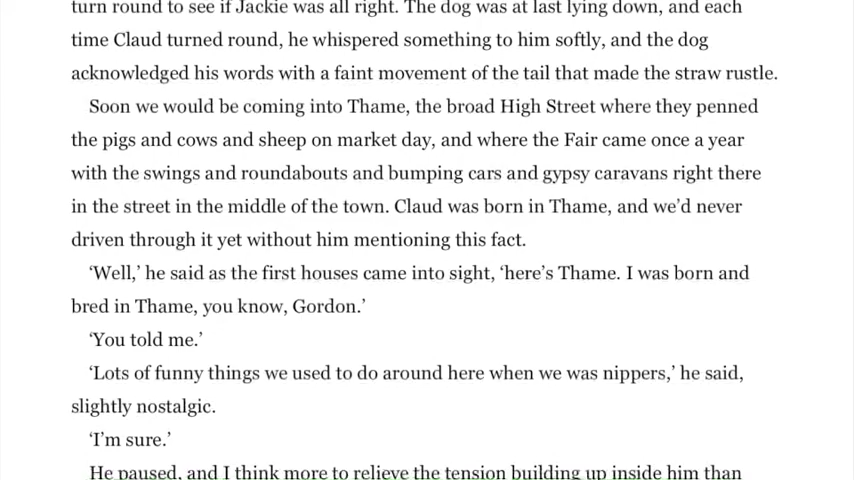 turn round to see if Jackie was all right. The dog was at last lying down, and each
time Claud turned round, he whispered something to him softly, and the dog
acknowledged his words with a faint movement of the tail that made the straw rustle.
Soon we would be coming into Thame, the broad High Street where they penned
the pigs and cows and sheep on market day, and where the Fair came once a year
with the swings and roundabouts and bumping cars and gypsy caravans right there
in the street in the middle of the town. Claud was born in Thame, and we’d never
driven through it yet without him mentioning this fact.
‘Well,’ he said as the first houses came into sight, ‘here’s Thame. I was born and
bred in Thame, you know, Gordon.’
‘You told me.’
‘Lots of funny things we used to do around here when we was nippers,’ he said,
slightly nostalgic.
‘I’m sure.’
He paused, and I think more to relieve the tension building up inside him than